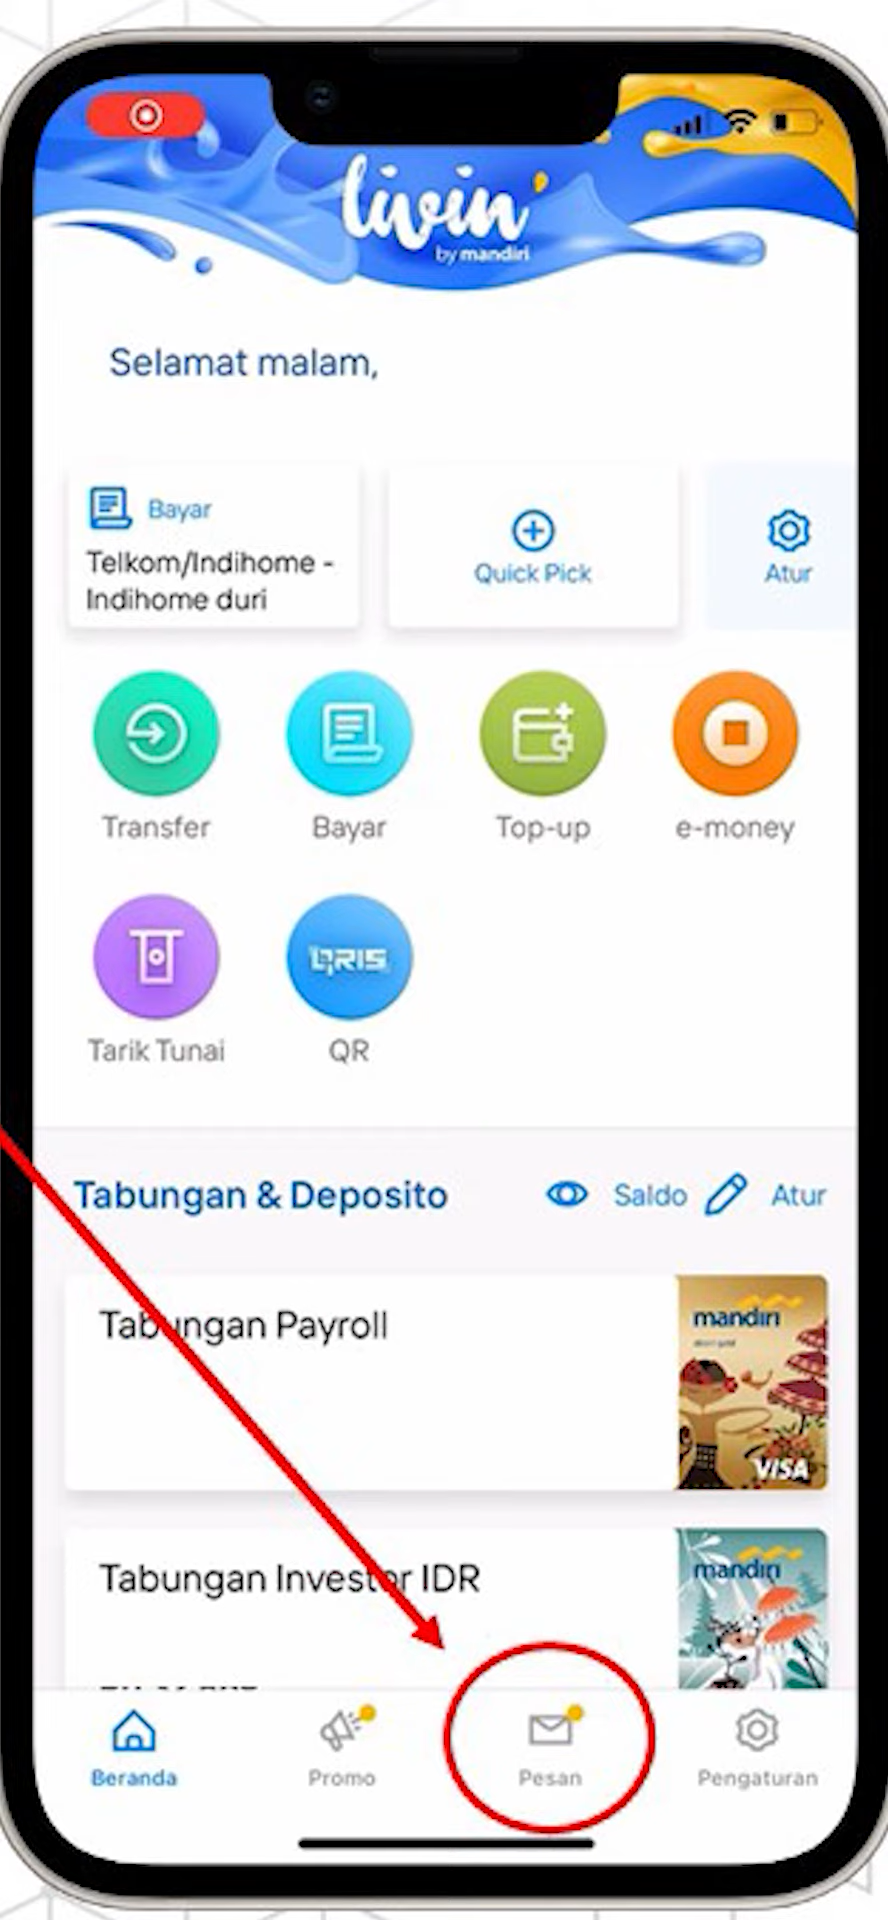 livin'
by mandiri
Selamat malam,
Bayar
Telkom/Indihome -
Indihome duri
Quick Pick
Atur
Transfer
Bayar
Top-up
e-money
QRIS
Tarik Tunai
QR
Tabungan & Deposito
Saldo
Atur
Tabungan Payroll
mandiri
VISA
Tabungan Investor IDR
mandiri
Beranda
Promo
Pesan
Pengaturan